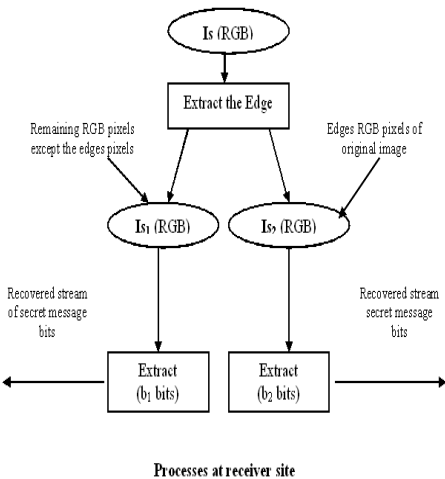 Is (RGB)
Extract the Edge
Remaining RGB pixels
except the edges pixels
Edges RGB pixels of
original image
Is₁ (RGB)
Is₂ (RGB)
Recovered stream
of secret message
bits
Recovered stream
secret message
bits
Extract
(b₁ bits)
Extract
(b₂ bits)
Processes at receiver site